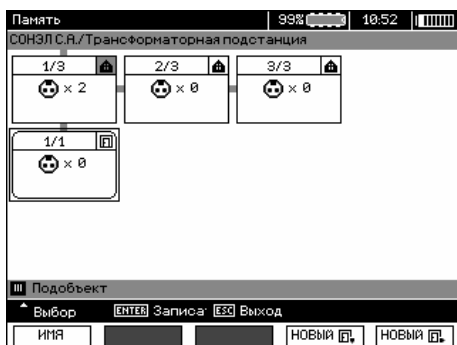 Память 99% 10:52
СОНЭЛ С.А./Трансформаторная подстанция
1/3 2/3 3/3
× 2 × 0 × 0
1/1
× 0
Подобъект
Выбор ENTER Записа ESC Выход
ИМЯ НОВЫЙ НОВЫЙ